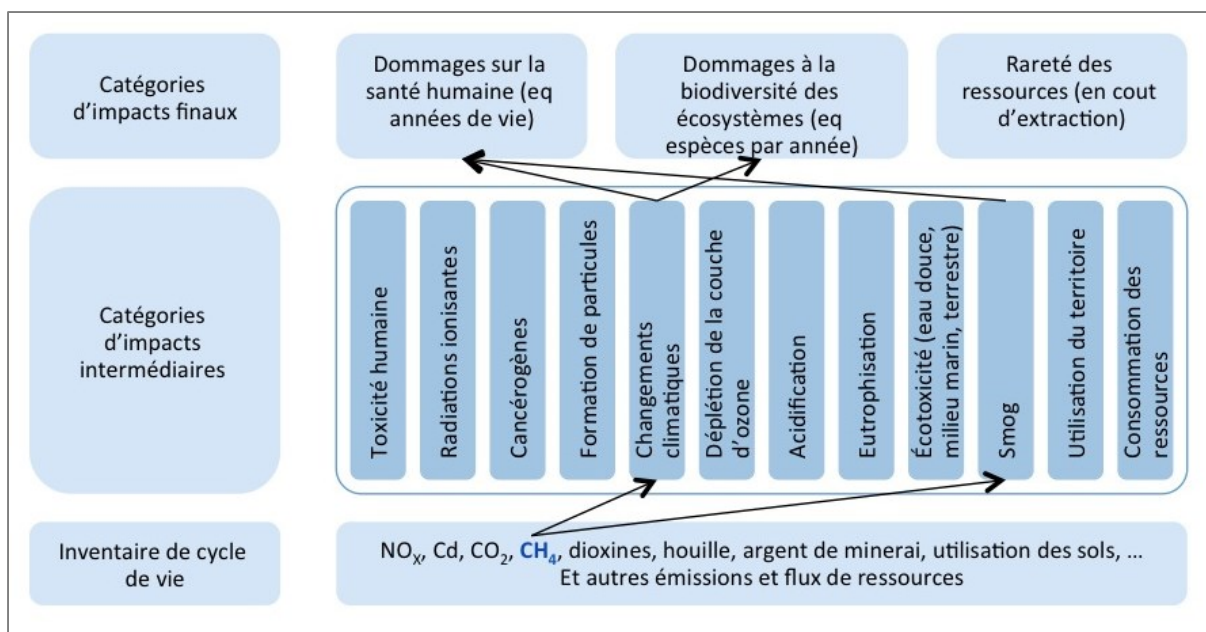 Catégories
d'impacts finaux
Dommages sur la
santé humaine (eq
années de vie)
Dommages à la
biodiversité des
écosystèmes (eq
espèces par année)
Rareté des
ressources (en cout
d'extraction)
Catégories
d'impacts
intermédiaires
Toxicité humaine
Radiations ionisantes
Cancérogènes
Formation de particules
Changements
climatiques
Déplétion de la couche
d'ozone
Acidification
Eutrophisation
Écotoxicité (eau douce,
milieu marin, terrestre)
Smog
Utilisation du territoire
Consommation des
ressources
Inventaire de cycle
de vie
NOX, Cd, CO2, CH4, dioxines, houille, argent de minerai, utilisation des sols, ...
Et autres émissions et flux de ressources